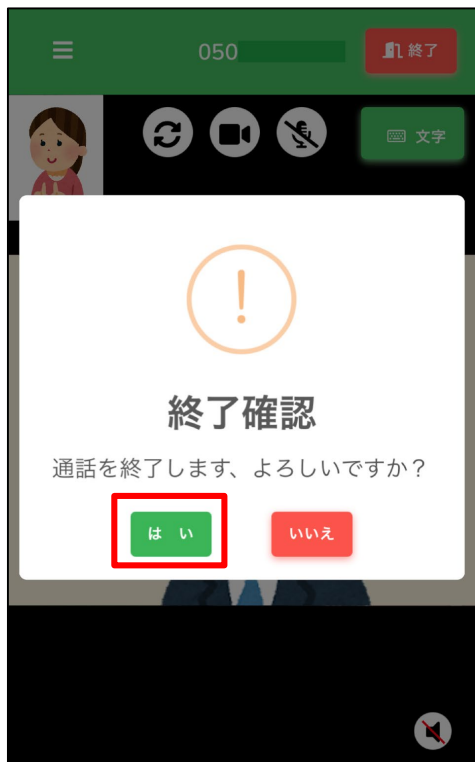 050
終了
文字
終了確認
通話を終了します、よろしいですか？
は い
いいえ